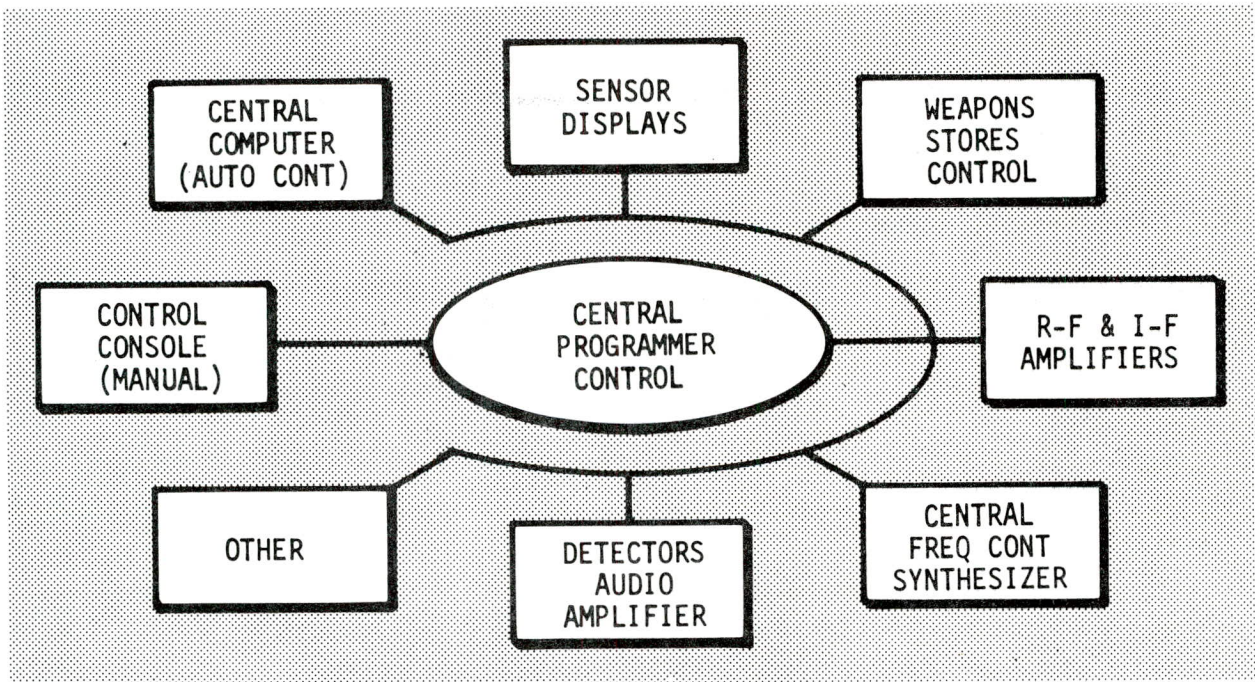 CENTRAL
COMPUTER
(AUTO CONT)
SENSOR
DISPLAYS
WEAPONS
STORES
CONTROL
CONTROL
CONSOLE
(MANUAL)
CENTRAL
PROGRAMMER
CONTROL
R-F & I-F
AMPLIFIERS
OTHER
DETECTORS
AUDIO
AMPLIFIER
CENTRAL
FREQ CONT
SYNTHESIZER